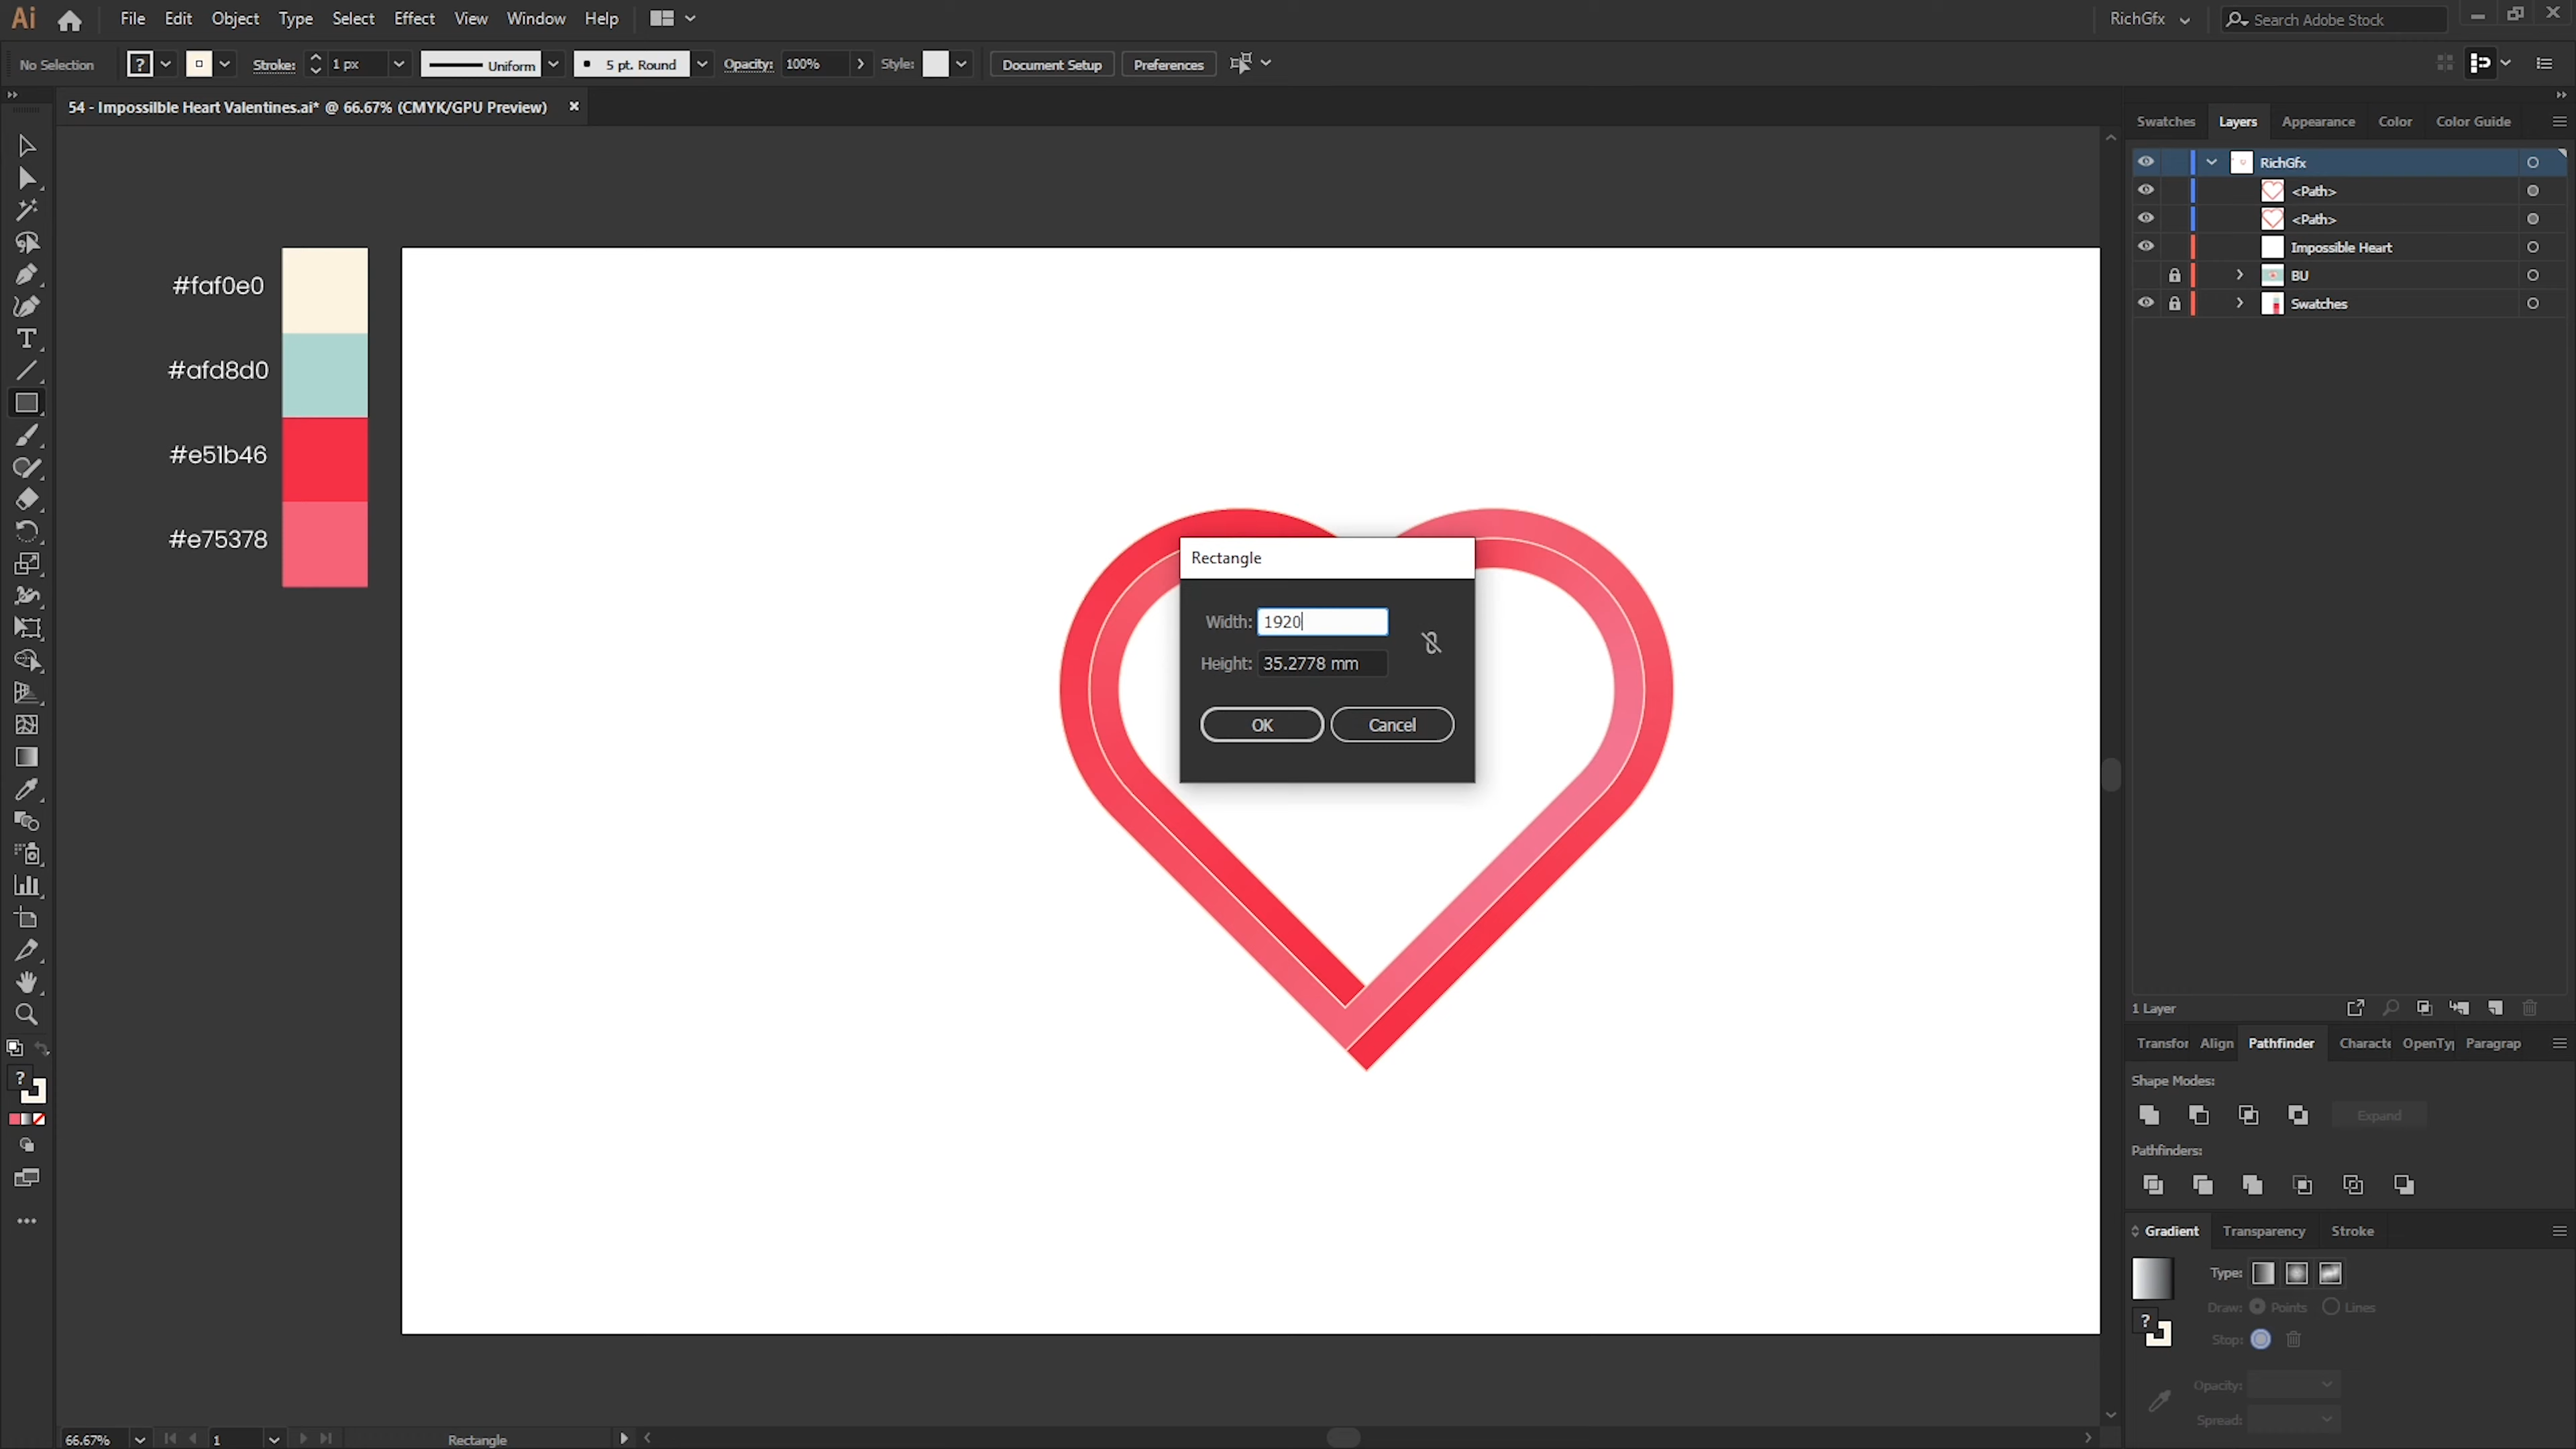 Ai File Edit Object Type Select Effect View Window Help RichGfx Search Adobe Stock
No Selection ? Stroke: 1 px Uniform 5 pt. Round Opacity: 100% Style: Document Setup Preferences
54 - Impossilble Heart Valentines.ai* @ 66.67% (CMYK/GPU Preview)
Swatches Layers Appearance Color Color Guide
RichGfx
<Path>
<Path>
Impossible Heart
BU
Swatches
#faf0e0
#afd8d0
#e51b46
#e75378
Rectangle
Width: 1920
Height: 35.2778 mm
OK Cancel
1 Layer
Transfor Align Pathfinder Characte OpenTy Paragrap
Shape Modes:
Expand
Pathfinders:
Gradient Transparency Stroke
Type:
Draw: Points Lines
?
Stop:
Opacity:
Spread:
?
66.67% 1 Rectangle